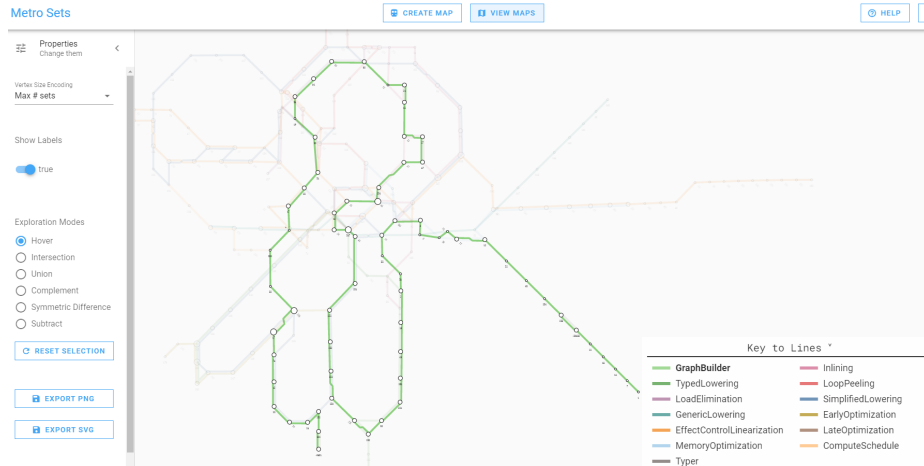 Metro Sets
CREATE MAP
VIEW MAPS
HELP
Properties
Change them
Vertex Size Encoding
Max # sets
Show Labels
true
Exploration Modes
Hover
Intersection
Union
Complement
Symmetric Difference
Subtract
RESET SELECTION
EXPORT PNG
EXPORT SVG
Key to Lines
GraphBuilder
TypedLowering
LoadElimination
GenericLowering
EffectControlLinearization
MemoryOptimization
Typer
Inlining
LoopPeeling
SimplifiedLowering
EarlyOptimization
LateOptimization
ComputeSchedule